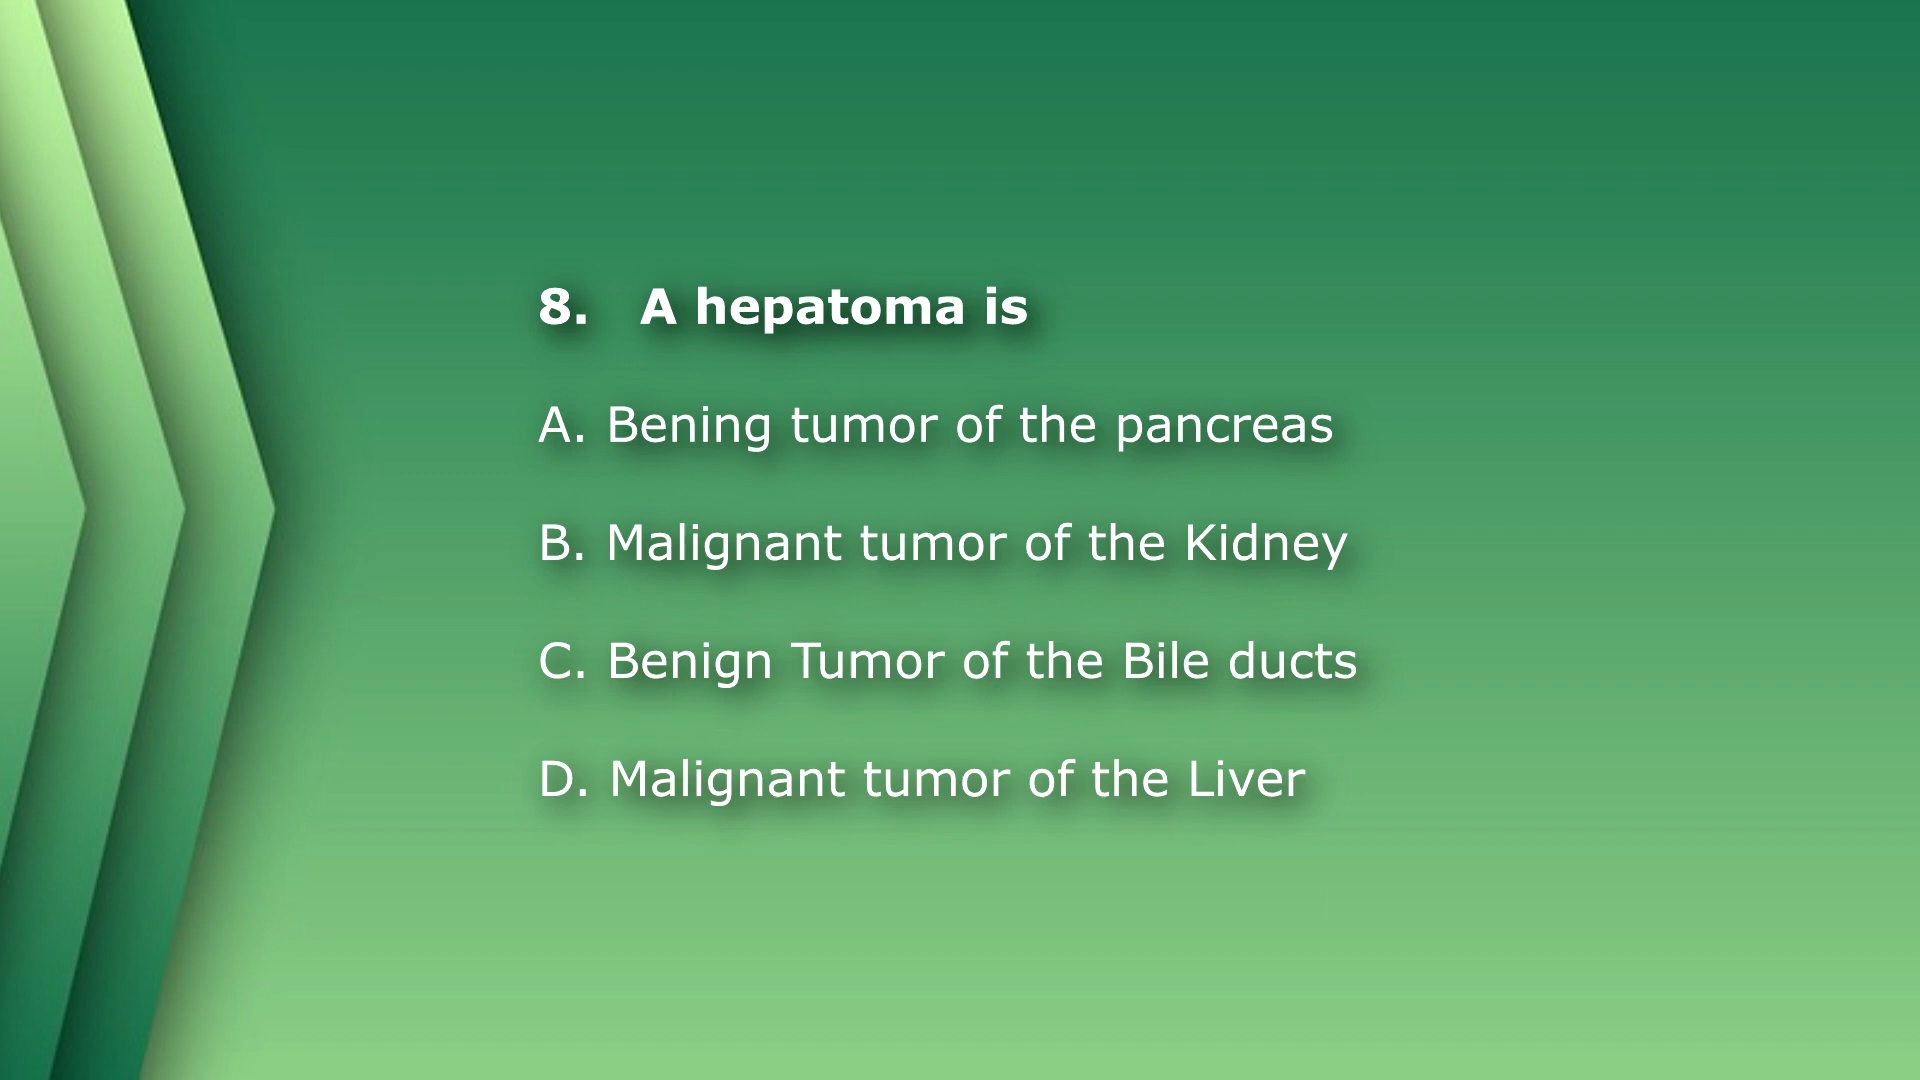 8. A hepatoma is
A. Bening tumor of the pancreas
B. Malignant tumor of the Kidney
C. Benign Tumor of the Bile ducts
D. Malignant tumor of the Liver